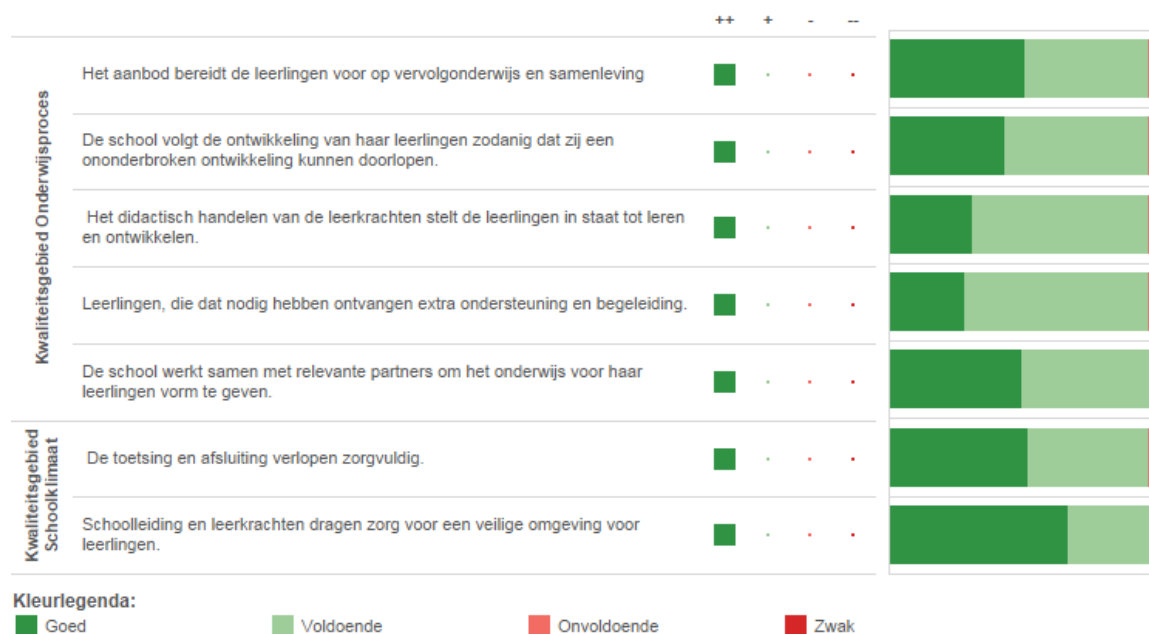 ++ + - --
Kwaliteitsgebied Onderwijsproces
Het aanbod bereidt de leerlingen voor op vervolgonderwijs en samenleving
De school volgt de ontwikkeling van haar leerlingen zodanig dat zij een
ononderbroken ontwikkeling kunnen doorlopen.
Het didactisch handelen van de leerkrachten stelt de leerlingen in staat tot leren
en ontwikkelen.
Leerlingen, die dat nodig hebben ontvangen extra ondersteuning en begeleiding.
De school werkt samen met relevante partners om het onderwijs voor haar
leerlingen vorm te geven.
Kwaliteitsgebied
Schoolklimaat
De toetsing en afsluiting verlopen zorgvuldig.
Schoolleiding en leerkrachten dragen zorg voor een veilige omgeving voor
leerlingen.
Kleurlegenda:
Goed Voldoende Onvoldoende Zwak